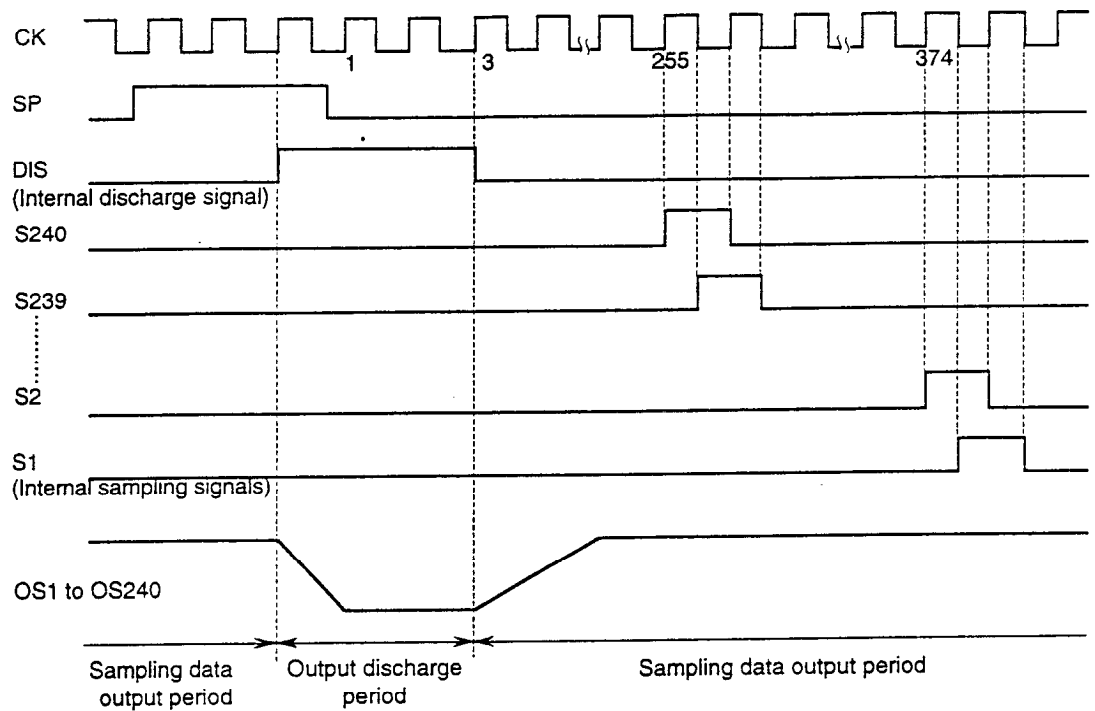 CK
1
3
255
374
SP
DIS
(Internal discharge signal)
S240
S239
S2
S1
(Internal sampling signals)
OS1 to OS240
Sampling data
output period
Output discharge
period
Sampling data output period